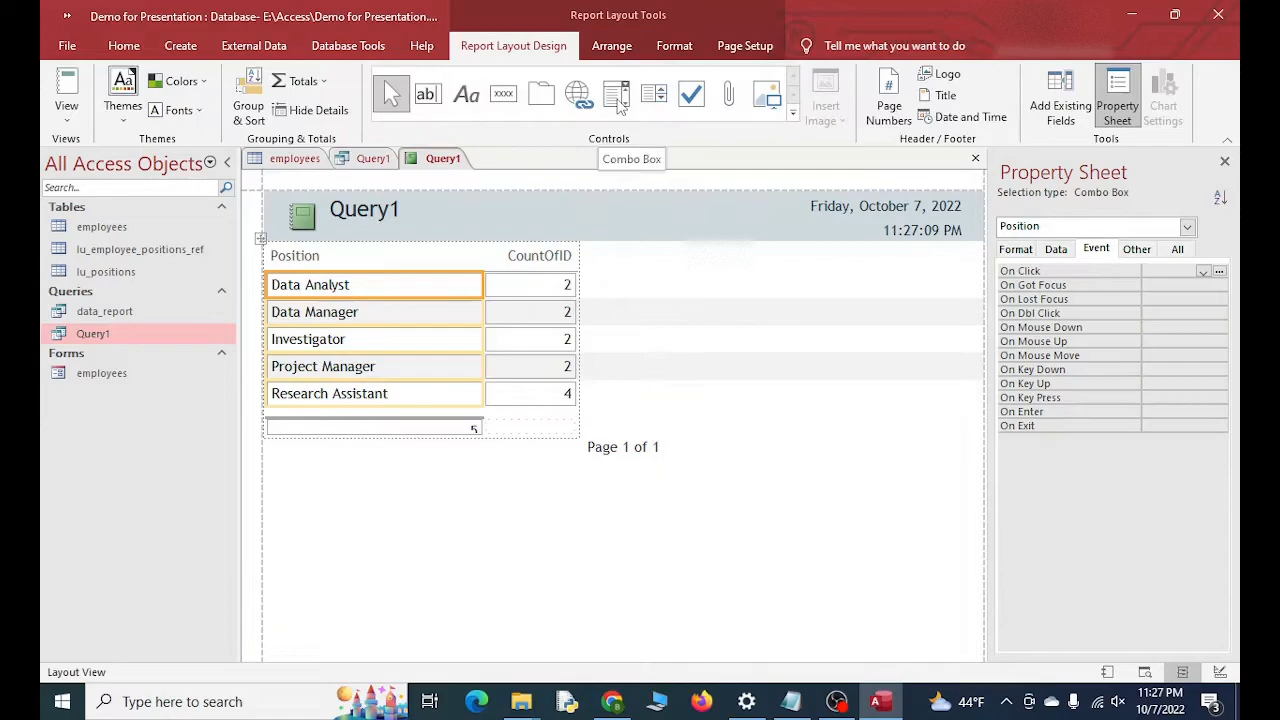 Demo for Presentation : Database- E:\Access\Demo for Presentation....
Report Layout Tools
File
Home
Create
External Data
Database Tools
Help
Report Layout Design
Arrange
Format
Page Setup
Tell me what you want to do
View
Themes
Colors
Fonts
Group & Sort
Totals
Hide Details
ab|
Aa
xxxx
Insert Image
Page Numbers
Logo
Title
Date and Time
Add Existing Fields
Property Sheet
Chart Settings
Views
Themes
Grouping & Totals
Controls
Header / Footer
Tools
All Access Objects
employees
Query1
Query1
Combo Box
Property Sheet
Selection type: Combo Box
Search...
Tables
employees
lu_employee_positions_ref
lu_positions
Queries
data_report
Query1
Forms
employees
Query1
Friday, October 7, 2022
11:27:09 PM
Position
CountOfID
Data Analyst
2
Data Manager
2
Investigator
2
Project Manager
2
Research Assistant
4
5
Page 1 of 1
Position
Format
Data
Event
Other
All
On Click
On Got Focus
On Lost Focus
On Dbl Click
On Mouse Down
On Mouse Up
On Mouse Move
On Key Down
On Key Up
On Key Press
On Enter
On Exit
Layout View
Type here to search
44°F
11:27 PM
10/7/2022
3